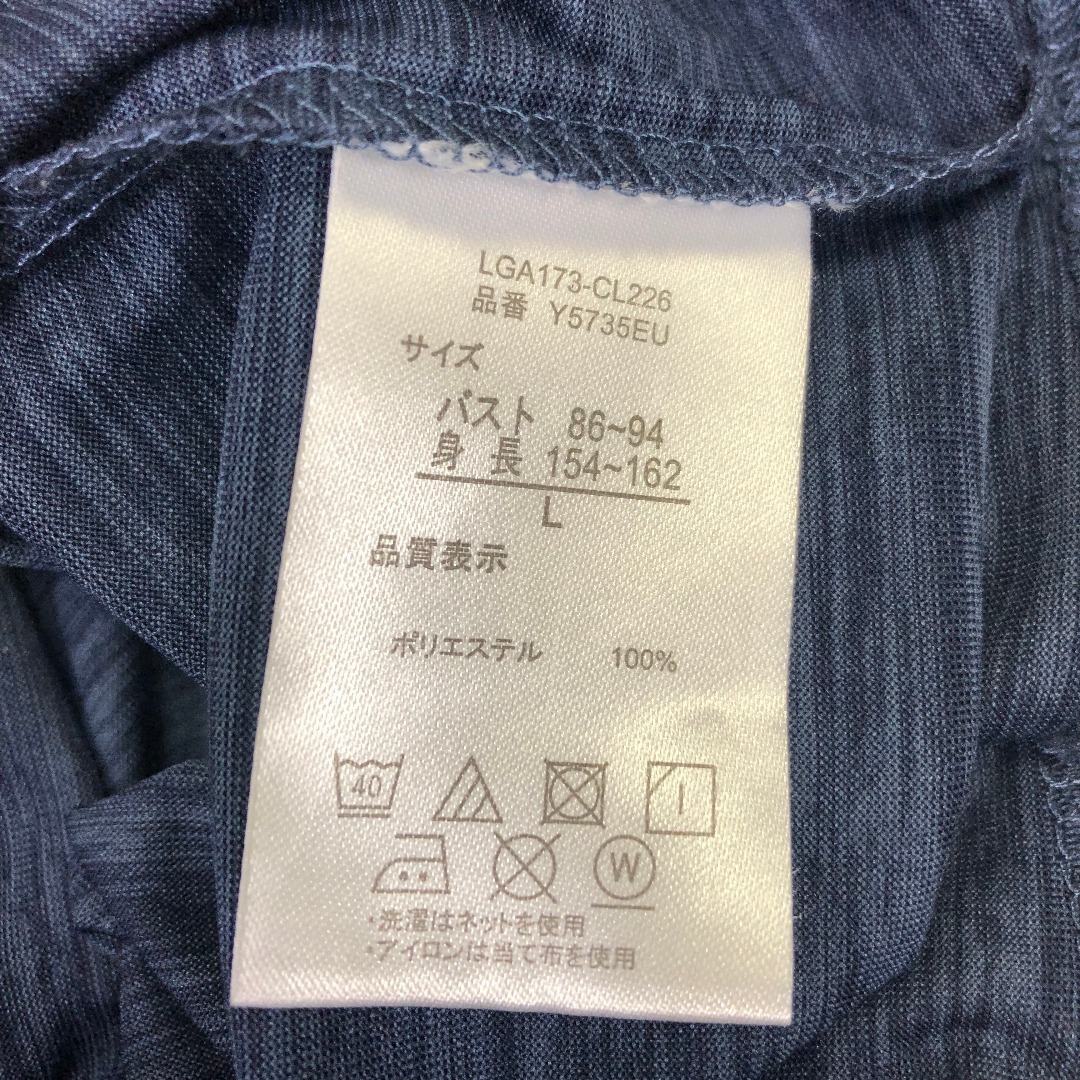 LGA173-CL226
品番 Y5735EU
サイズ
バスト 86~94
身 長 154~162
L
品質表示
ポリエステル 100%
40
W
・洗濯はネットを使用
・アイロンは当て布を使用